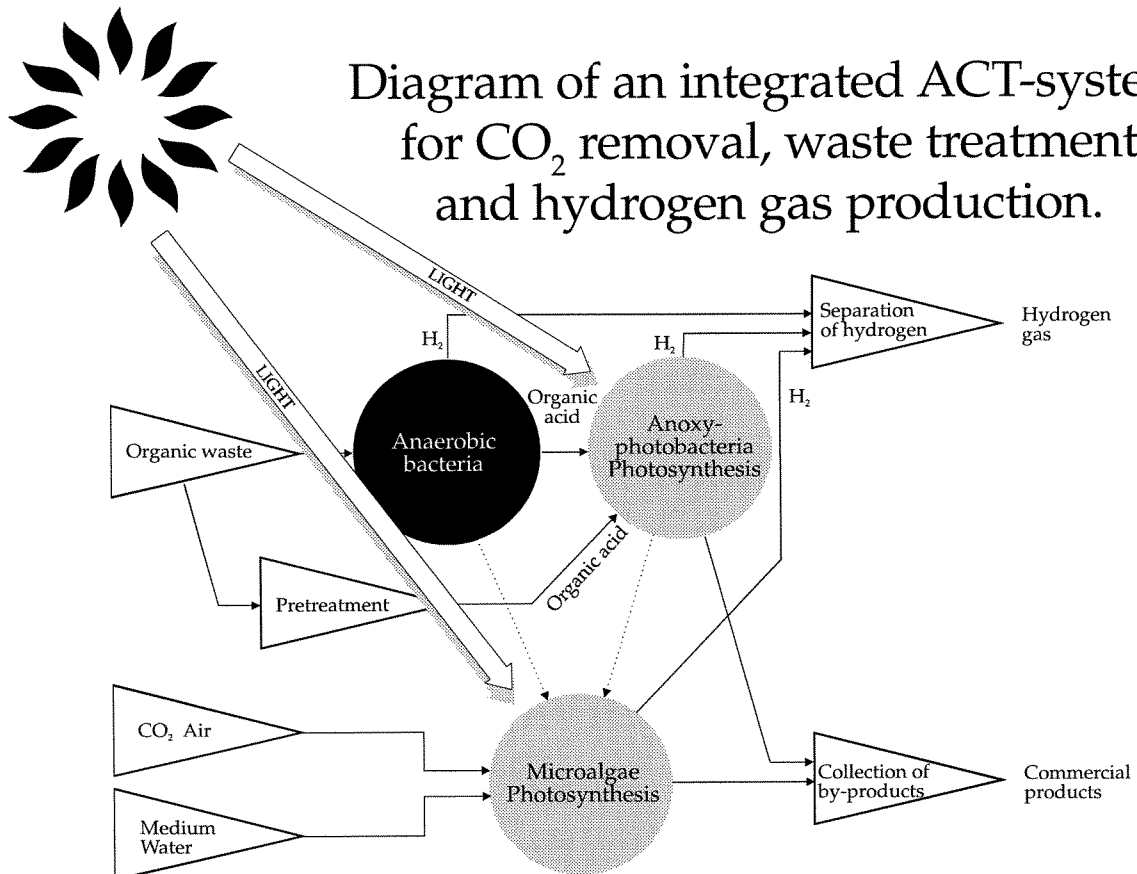 Diagram of an integrated ACT-syste
for CO₂ removal, waste treatment
and hydrogen gas production.
LIGHT
LIGHT
H₂
H₂
Separation
of hydrogen
Hydrogen
gas
H₂
Organic
acid
Organic waste
Anaerobic
bacteria
Anoxy-
photobacteria
Photosynthesis
Organic acid
Pretreatment
CO₂ Air
Microalgae
Photosynthesis
Collection of
by-products
Commercial
products
Medium
Water